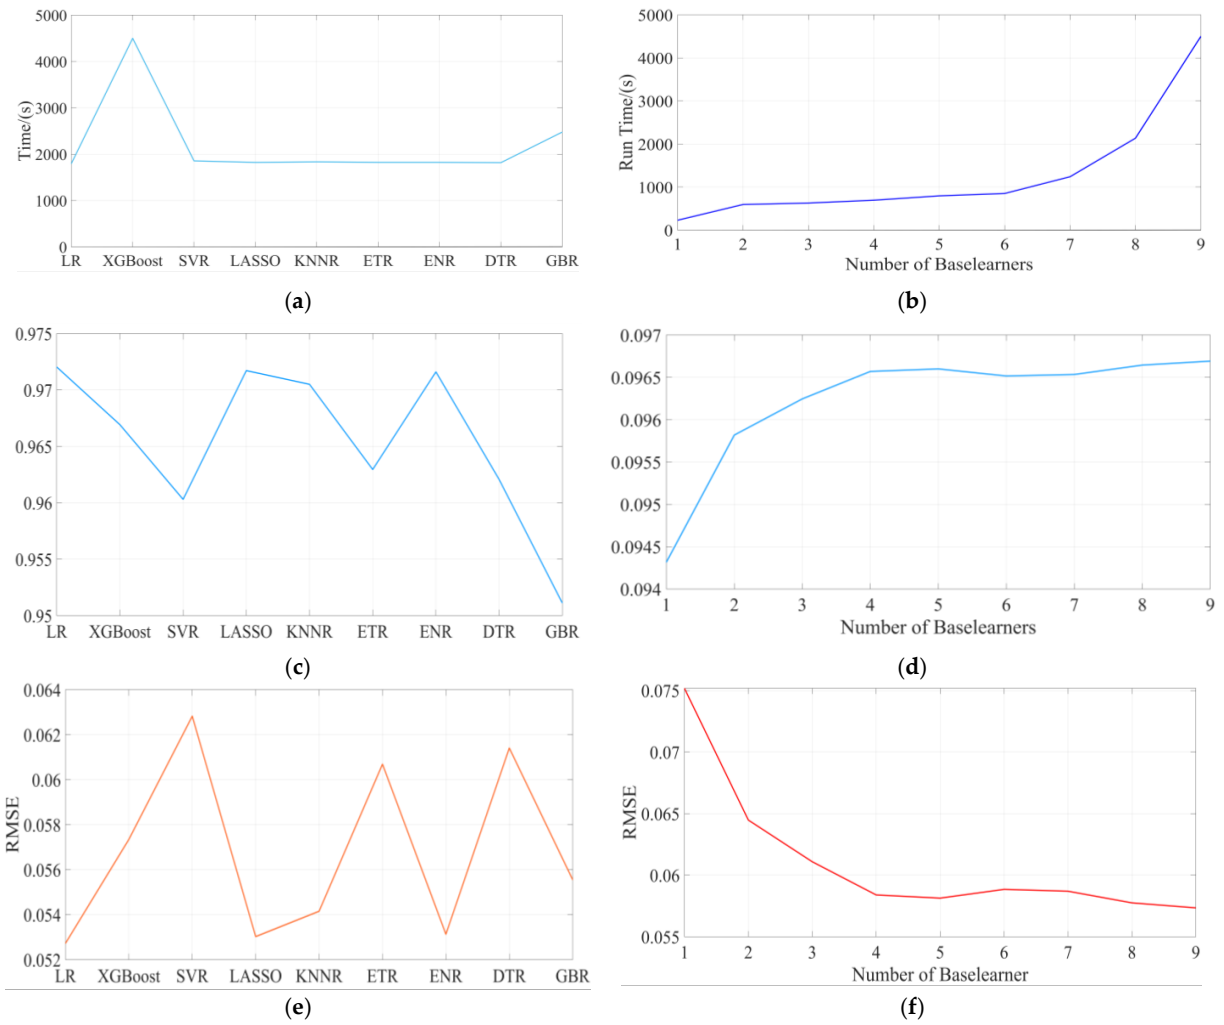 5000
4000
3000
2000
1000
0
Time/(s)
LR XGBoost SVR LASSO KNNR ETR ENR DTR GBR
(a)
5000
4000
3000
2000
1000
0
Run Time/(s)
1 2 3 4 5 6 7 8 9
Number of Baselearners
(b)
0.975
0.97
0.965
0.96
0.955
0.95
LR XGBoost SVR LASSO KNNR ETR ENR DTR GBR
(c)
0.097
0.0965
0.096
0.0955
0.095
0.0945
0.094
1 2 3 4 5 6 7 8 9
Number of Baselearners
(d)
0.064
0.062
0.06
0.058
0.056
0.054
0.052
RMSE
LR XGBoost SVR LASSO KNNR ETR ENR DTR GBR
(e)
0.075
0.07
0.065
0.06
0.055
RMSE
1 2 3 4 5 6 7 8 9
Number of Baselearner
(f)